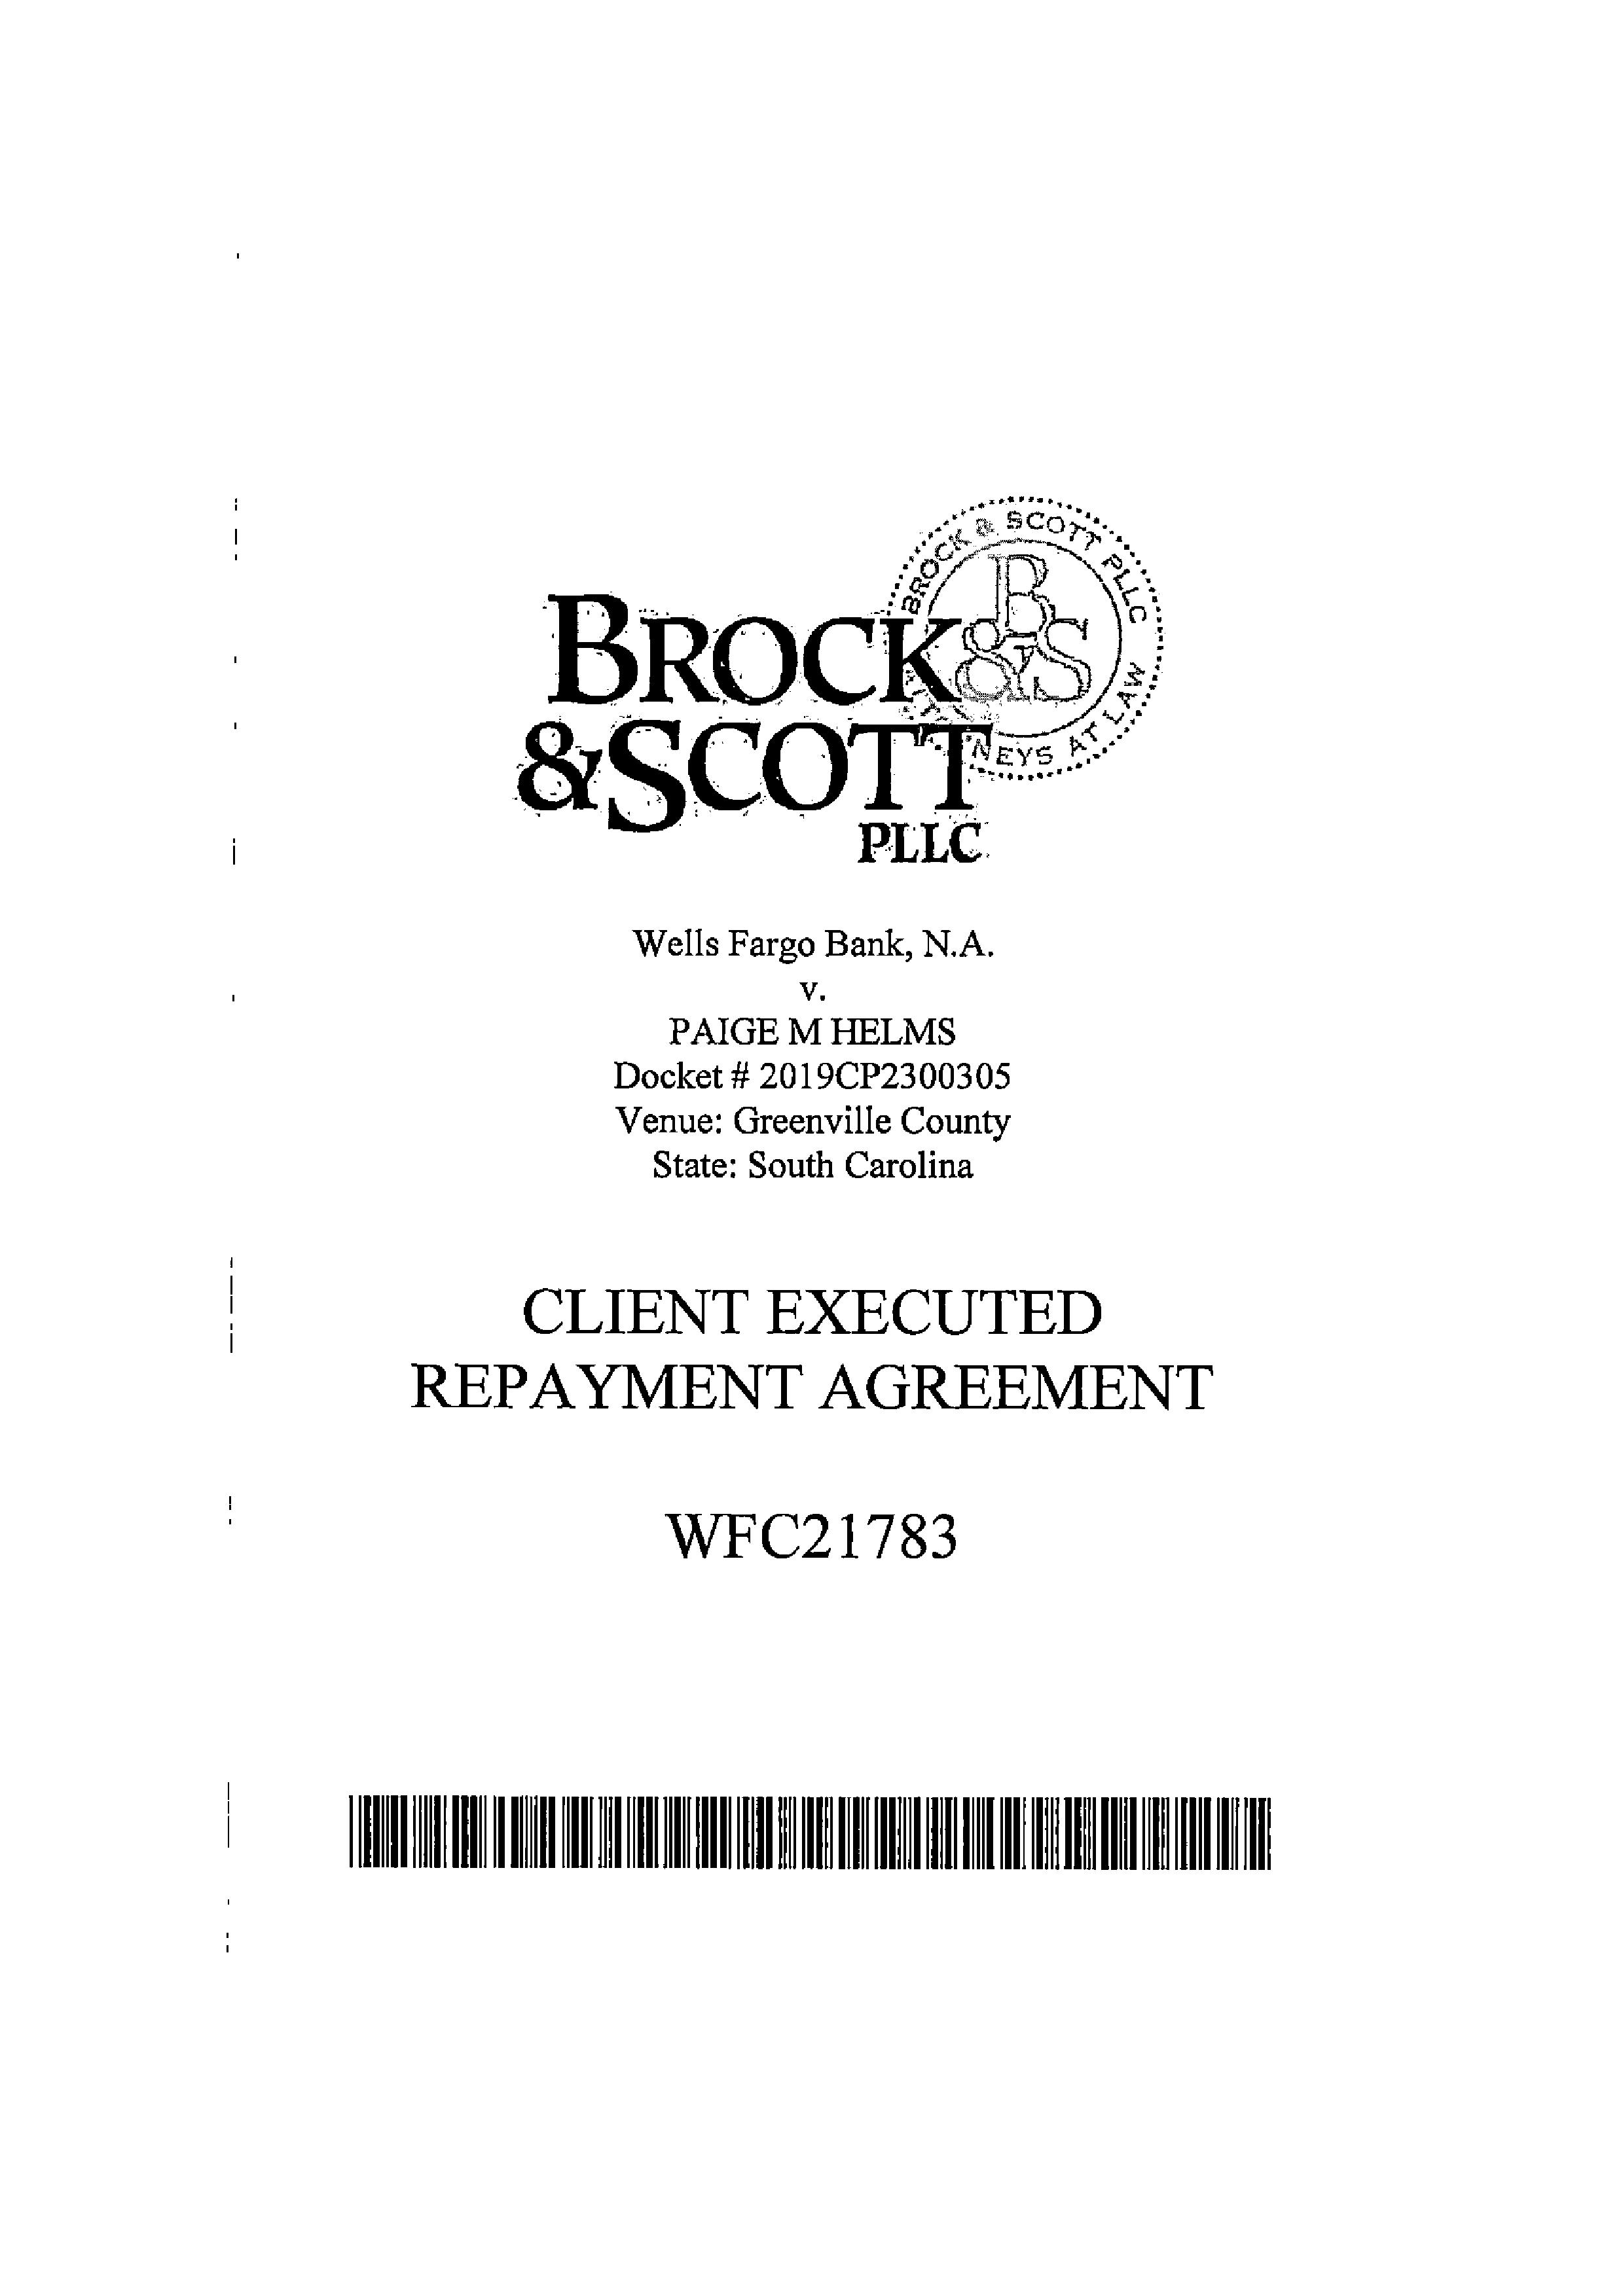 BROCK & SCOTT PLLC
B
&S
NEYS AT LAW
BROCK
&SCOTT
PLLC
Wells Fargo Bank, N.A.
v.
PAIGE M HELMS
Docket # 2019CP2300305
Venue: Greenville County
State: South Carolina
CLIENT EXECUTED
REPAYMENT AGREEMENT
WFC21783